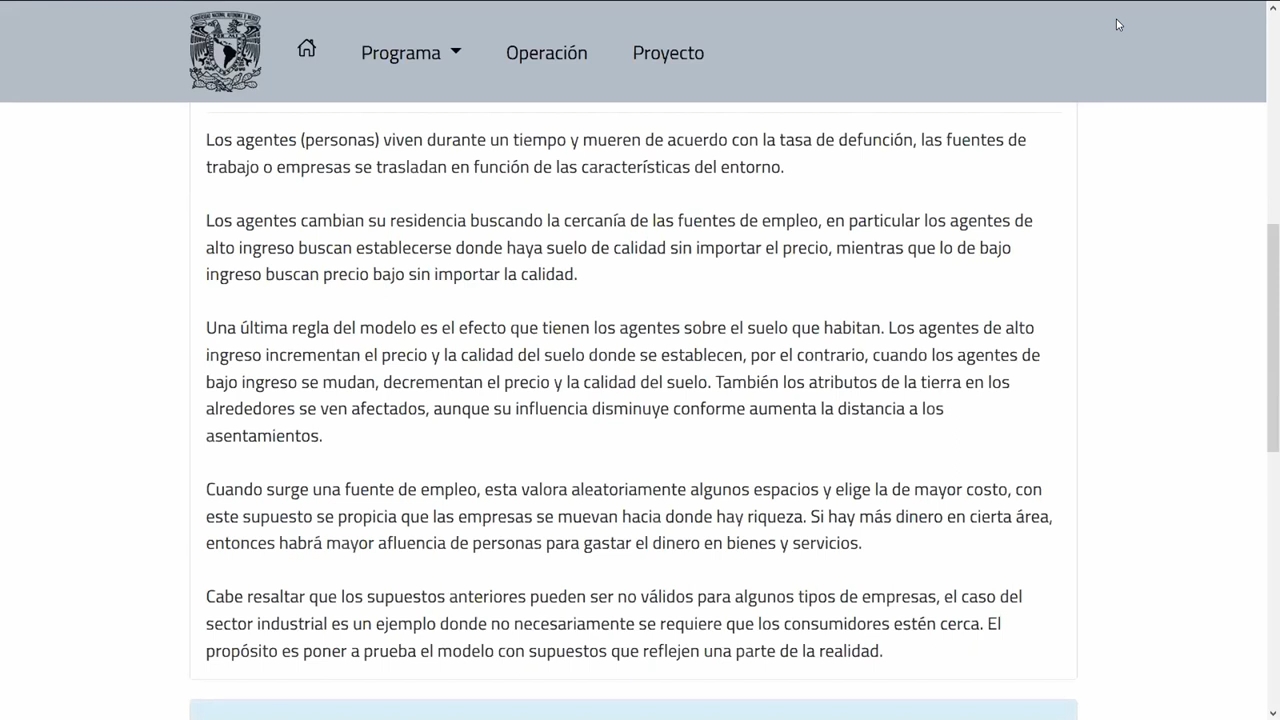 Programa
Operación
Proyecto
Los agentes (personas) viven durante un tiempo y mueren de acuerdo con la tasa de defunción, las fuentes de
trabajo o empresas se trasladan en función de las características del entorno.
Los agentes cambian su residencia buscando la cercanía de las fuentes de empleo, en particular los agentes de
alto ingreso buscan establecerse donde haya suelo de calidad sin importar el precio, mientras que lo de bajo
ingreso buscan precio bajo sin importar la calidad.
Una última regla del modelo es el efecto que tienen los agentes sobre el suelo que habitan. Los agentes de alto
ingreso incrementan el precio y la calidad del suelo donde se establecen, por el contrario, cuando los agentes de
bajo ingreso se mudan, decrementan el precio y la calidad del suelo. También los atributos de la tierra en los
alrededores se ven afectados, aunque su influencia disminuye conforme aumenta la distancia a los
asentamientos.
Cuando surge una fuente de empleo, esta valora aleatoriamente algunos espacios y elige la de mayor costo, con
este supuesto se propicia que las empresas se muevan hacia donde hay riqueza. Si hay más dinero en cierta área,
entonces habrá mayor afluencia de personas para gastar el dinero en bienes y servicios.
Cabe resaltar que los supuestos anteriores pueden ser no válidos para algunos tipos de empresas, el caso del
sector industrial es un ejemplo donde no necesariamente se requiere que los consumidores estén cerca. El
propósito es poner a prueba el modelo con supuestos que reflejen una parte de la realidad.